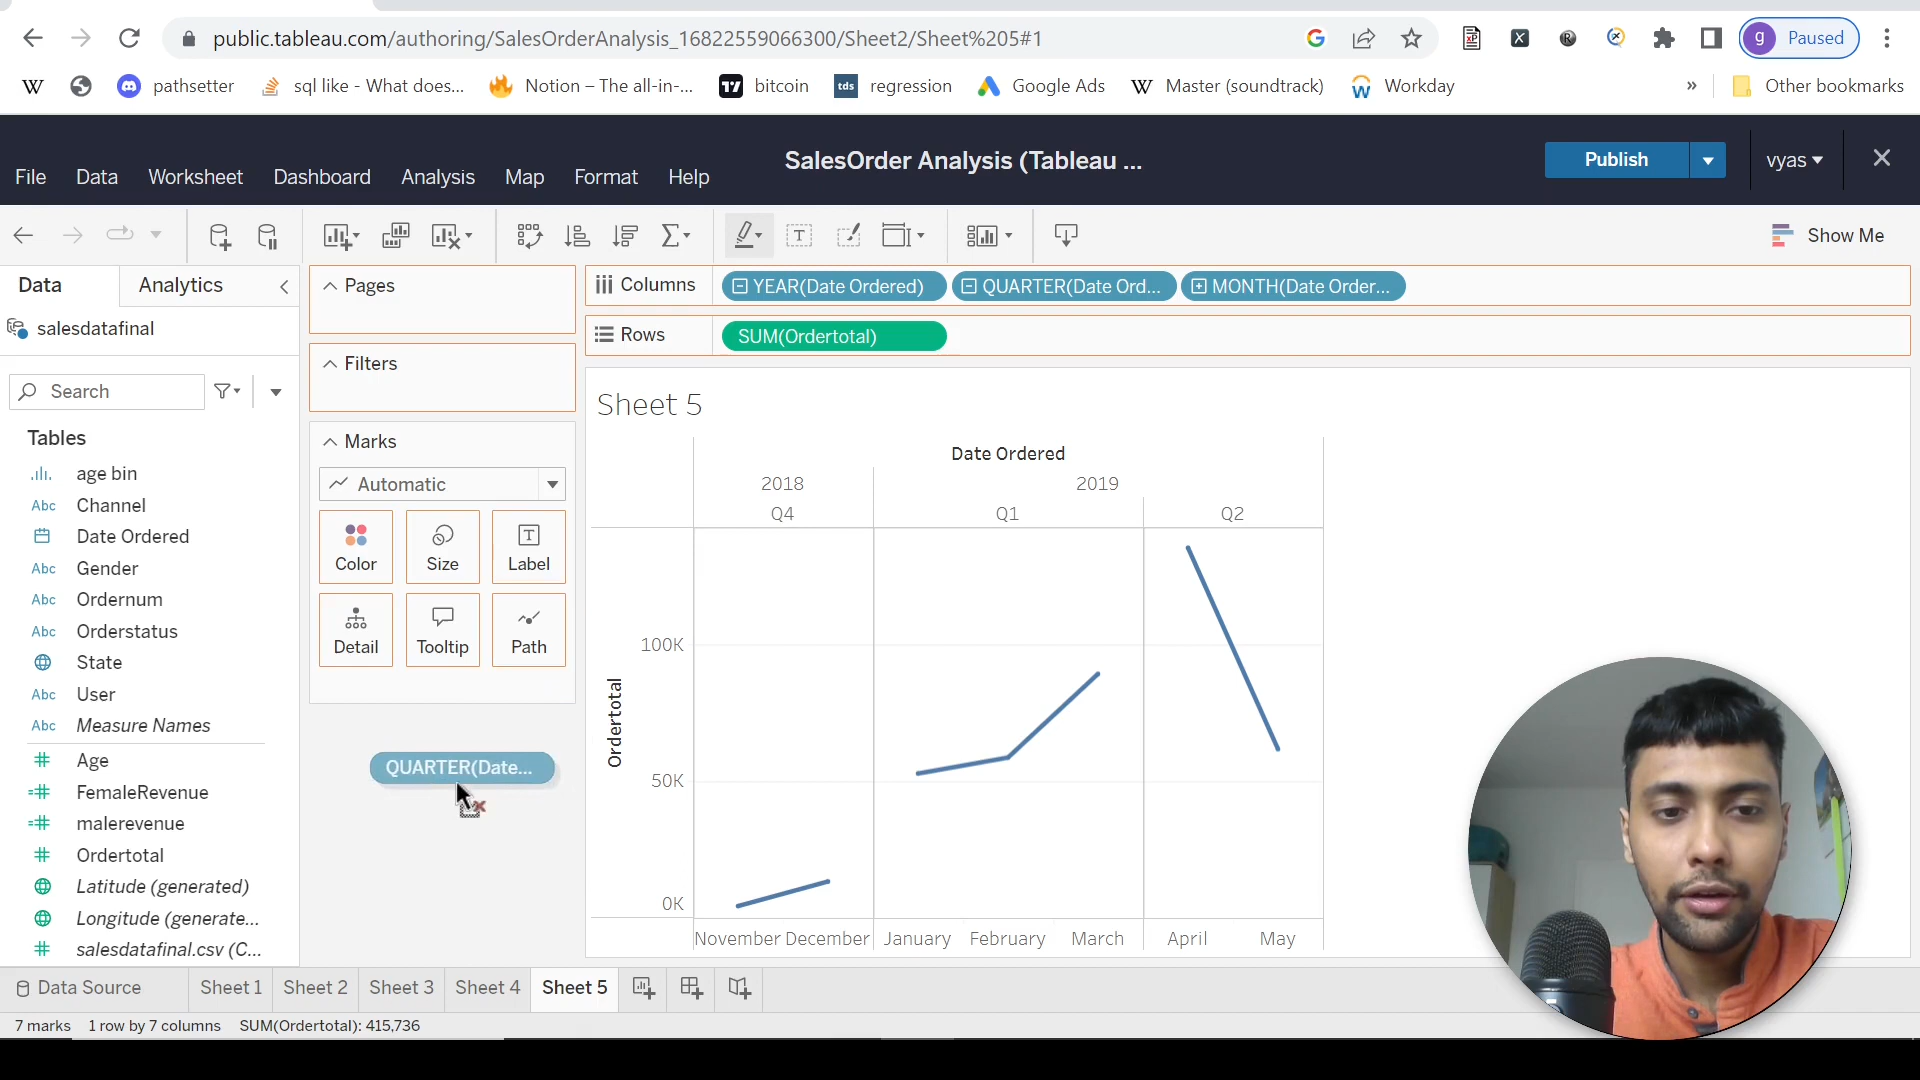 public.tableau.com/authoring/SalesOrderAnalysis_16822559066300/Sheet2/Sheet%205#1
g Paused
pathsetter
sql like - What does...
Notion – The all-in-...
bitcoin
tds regression
Google Ads
W Master (soundtrack)
Workday
»
Other bookmarks
File Data Worksheet Dashboard Analysis Map Format Help
SalesOrder Analysis (Tableau ...
Publish
vyas
Show Me
Data
Analytics
salesdatafinal
Search
Tables
age bin
Abc Channel
Date Ordered
Abc Gender
Abc Ordernum
Abc Orderstatus
State
Abc User
Abc Measure Names
# Age
=# FemaleRevenue
=# malerevenue
# Ordertotal
Latitude (generated)
Longitude (generate...
# salesdatafinal.csv (C...
Pages
Filters
Marks
Automatic
Color Size Label
Detail Tooltip Path
QUARTER(Date...
Columns YEAR(Date Ordered) QUARTER(Date Ord... MONTH(Date Order...
Rows SUM(Ordertotal)
Sheet 5
Date Ordered
2018 2019
Q4 Q1 Q2
Ordertotal
100K
50K
0K
November December January February March April May
Data Source Sheet 1 Sheet 2 Sheet 3 Sheet 4 Sheet 5
7 marks 1 row by 7 columns SUM(Ordertotal): 415,736